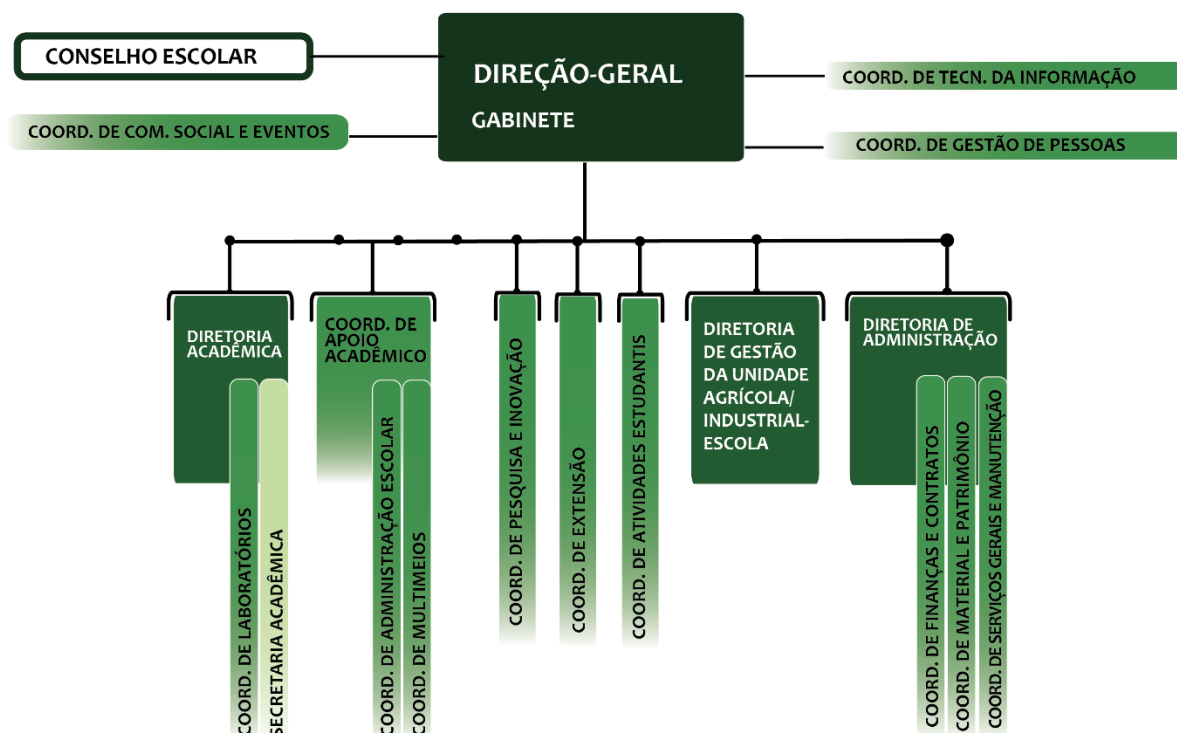 CONSELHO ESCOLAR
DIREÇÃO-GERAL
GABINETE
COORD. DE TECN. DA INFORMAÇÃO
COORD. DE COM. SOCIAL E EVENTOS
COORD. DE GESTÃO DE PESSOAS
DIRETORIA
ACADÊMICA
COORD. DE LABORATÓRIOS
SECRETARIA ACADÊMICA
COORD. DE
APOIO
ACADÊMICO
COORD. DE ADMINISTRAÇÃO ESCOLAR
COORD. DE MULTIMEIOS
COORD. DE PESQUISA E INOVAÇÃO
COORD. DE EXTENSÃO
COORD. DE ATIVIDADES ESTUDANTIS
DIRETORIA
DE GESTÃO
DA UNIDADE
AGRÍCOLA/
INDUSTRIAL-
ESCOLA
DIRETORIA DE
ADMINISTRAÇÃO
COORD. DE FINANÇAS E CONTRATOS
COORD. DE MATERIAL E PATRIMÔNIO
COORD. DE SERVIÇOS GERAIS E MANUTENÇÃO